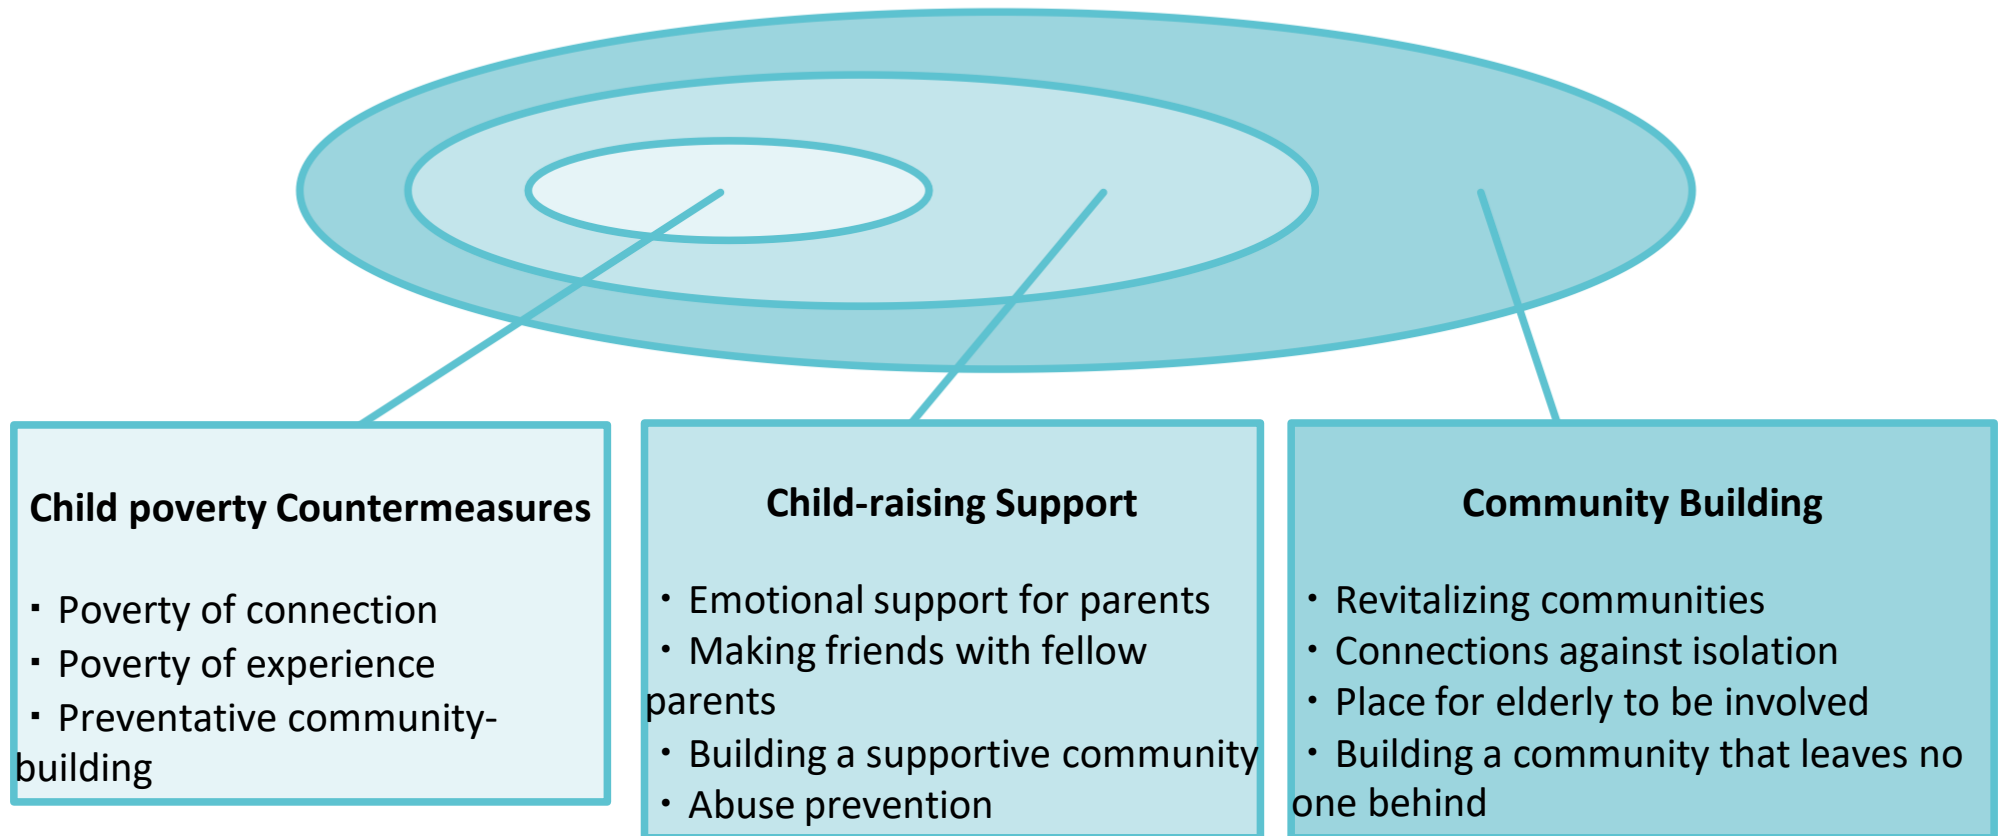 Child poverty Countermeasures
▪ Poverty of connection
▪ Poverty of experience
▪ Preventative community-
building
Child-raising Support
・Emotional support for parents
・Making friends with fellow
parents
・Building a supportive community
・Abuse prevention
Community Building
・Revitalizing communities
・Connections against isolation
・Place for elderly to be involved
・Building a community that leaves no
one behind